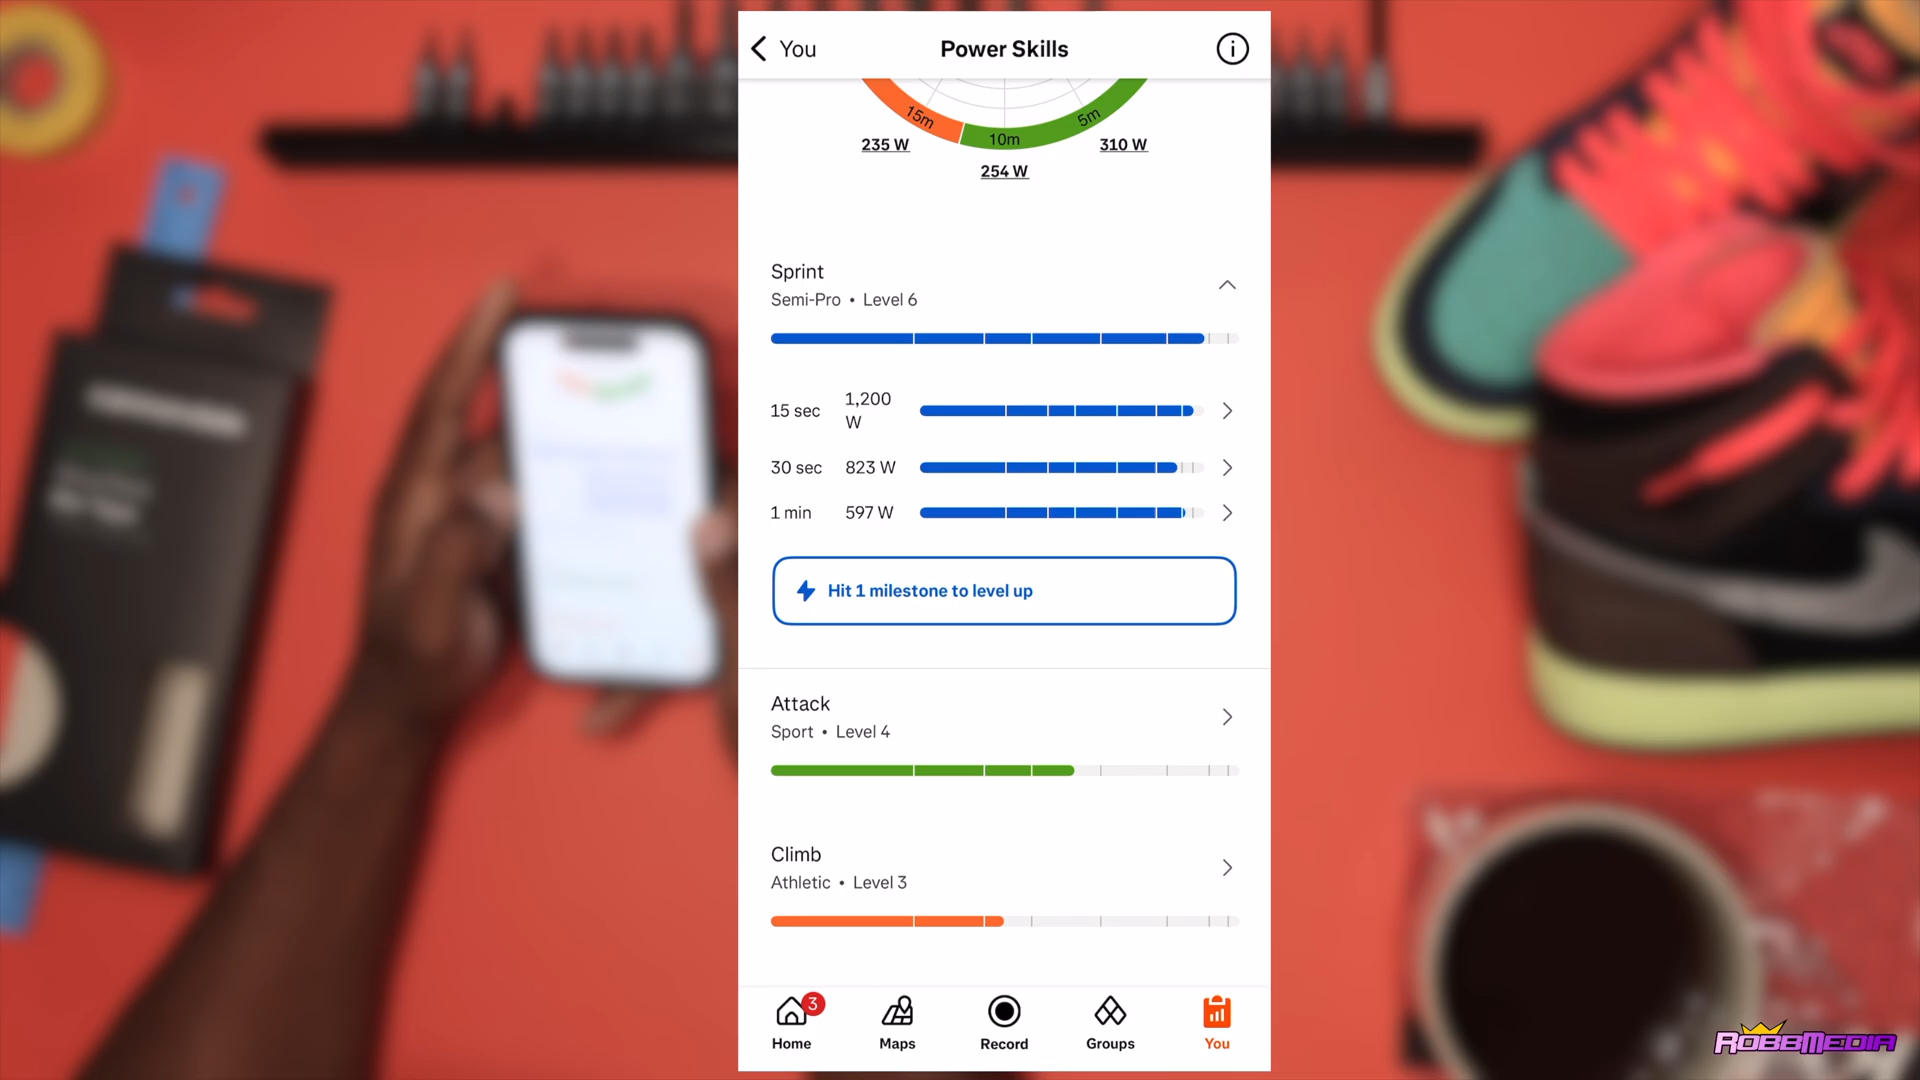 You
Power Skills
15m
10m
5m
235 W
310 W
254 W
Sprint
Semi-Pro • Level 6
15 sec
1,200
W
30 sec
823 W
1 min
597 W
Hit 1 milestone to level up
Attack
Sport • Level 4
Climb
Athletic • Level 3
3
Home
Maps
Record
Groups
You
ROBBMEDIA